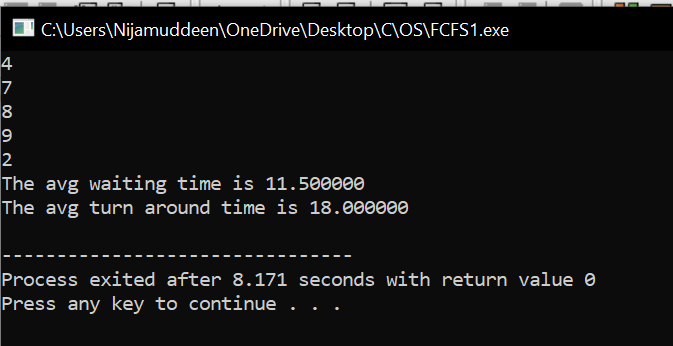 C:\Users\Nijamuddeen\OneDrive\Desktop\C\OS\FCFS1.exe
4
7
8
9
2
The avg waiting time is 11.500000
The avg turn around time is 18.000000
--------------------------------
Process exited after 8.171 seconds with return value 0
Press any key to continue . . .